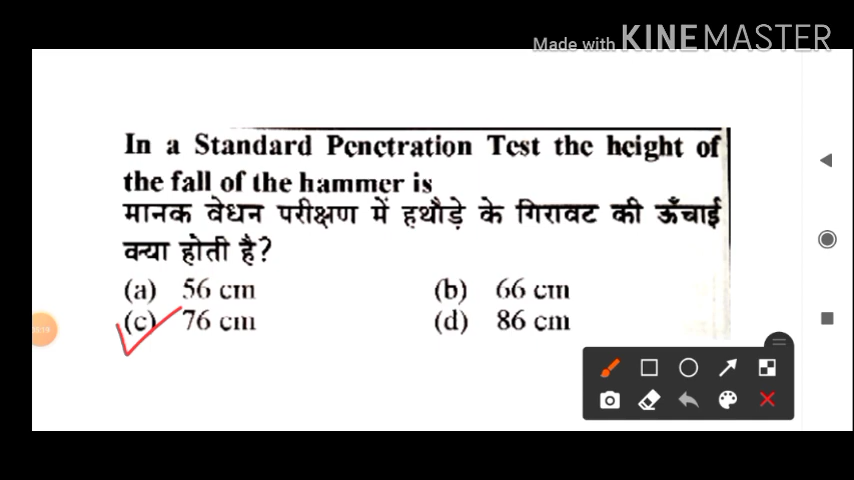 Made with KINEMASTER
In a Standard Penetration Test the height of
the fall of the hammer is
मानक वेधन परीक्षण में हथौड़े के गिरावट की ऊँचाई
क्या होती है?
(a) 56 cm (b) 66 cm
(c) 76 cm (d) 86 cm